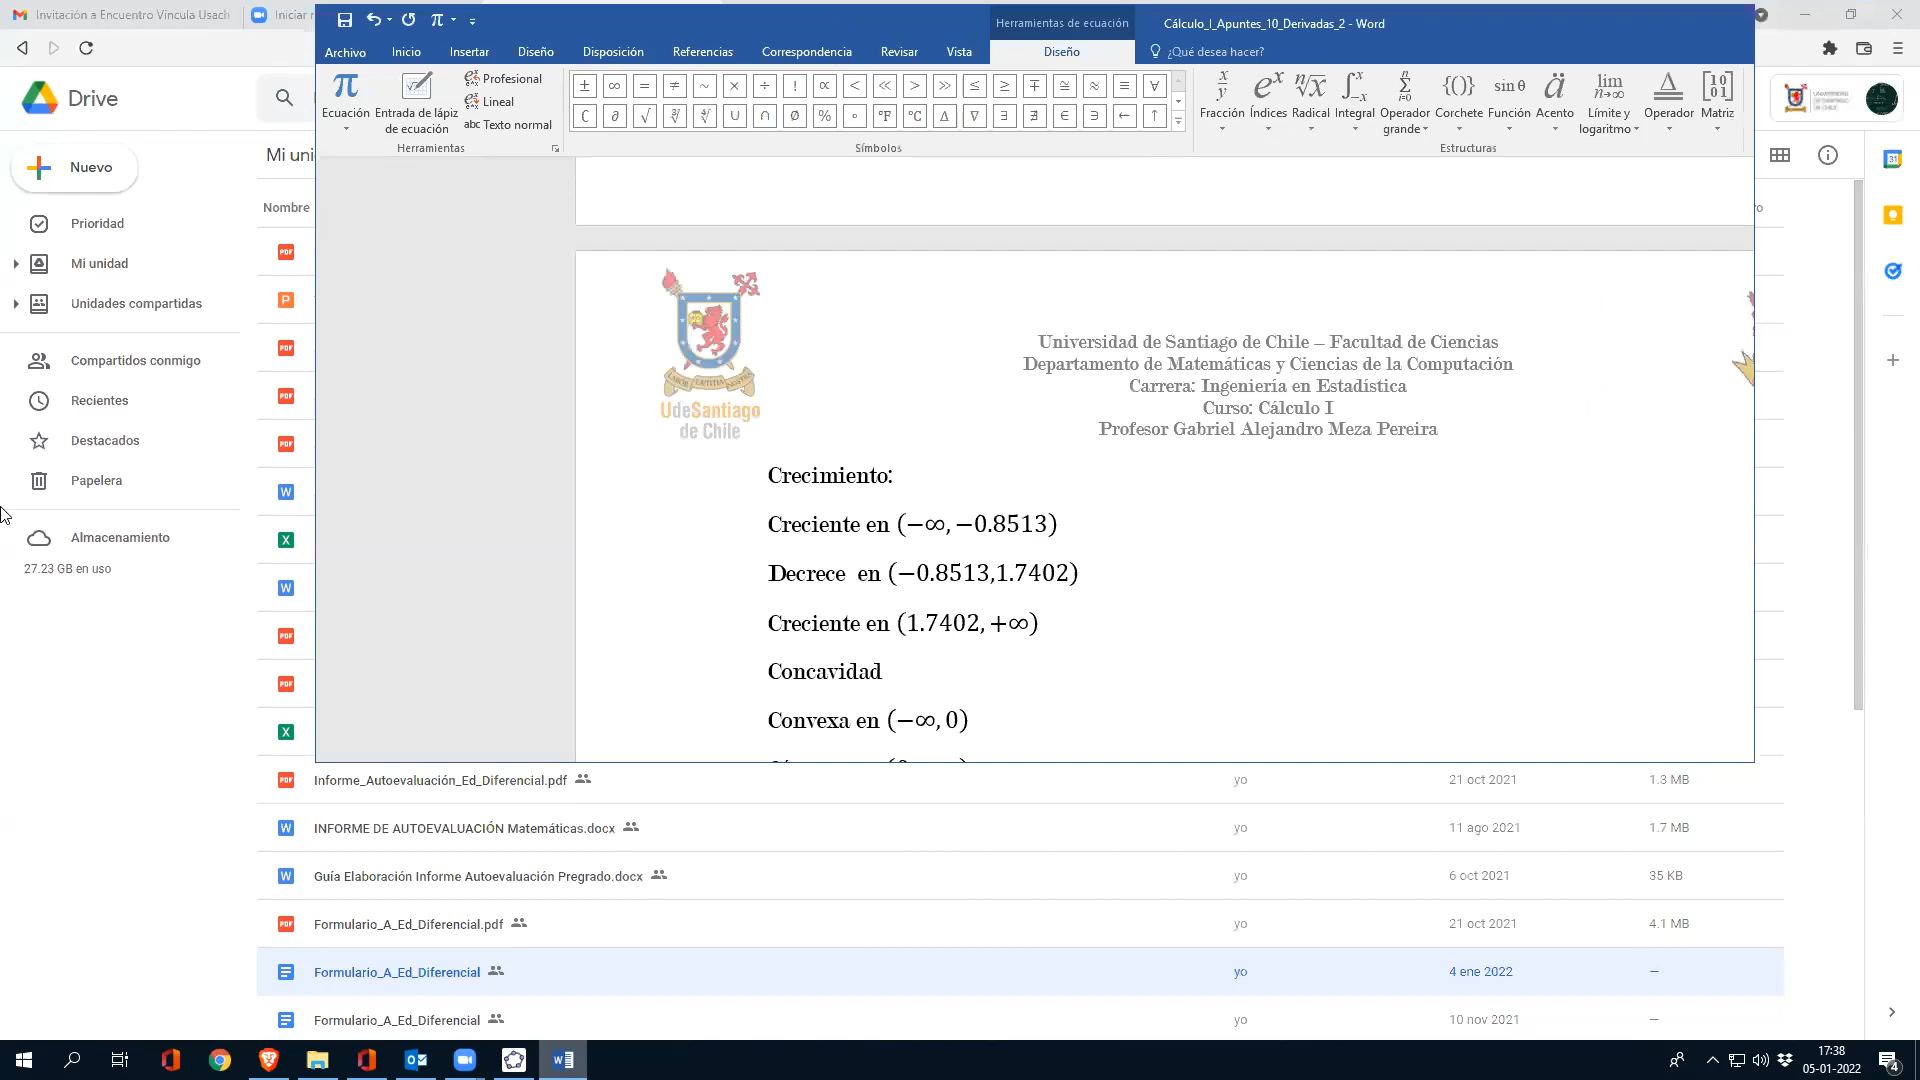 Invitación a Encuentro Vincula Usach
Iniciar r
Herramientas de ecuación
Cálculo_I_Apuntes_10_Derivadas_2 - Word
Archivo Inicio Insertar Diseño Disposición Referencias Correspondencia Revisar Vista Diseño ¿Qué desea hacer?
Drive
Ecuación
Entrada de lápiz
de ecuación
Profesional
Lineal
abc Texto normal
Herramientas
± ∞ = ≠ ~ × ÷ ! ∝ < ≪ > ≫ ≤ ≥ ∓ ≅ ≈ ≡ ∀
∁ ∂ √ ∛ ∜ ∪ ∩ ∅ % ° °F °C ∆ ∇ ∃ ∄ ∈ ∋ ← ↑
Símbolos
Fracción Índices Radical Integral Operador
grande
Corchete Función Acento Límite y
logaritmo
Operador Matriz
Estructuras
Nuevo
Mi uni
Nombre
Prioridad
Mi unidad
Unidades compartidas
Compartidos conmigo
Recientes
Destacados
Papelera
Almacenamiento
27.23 GB en uso
UdeSantiago
de Chile
Universidad de Santiago de Chile – Facultad de Ciencias
Departamento de Matemáticas y Ciencias de la Computación
Carrera: Ingeniería en Estadística
Curso: Cálculo I
Profesor Gabriel Alejandro Meza Pereira
Crecimiento:
Creciente en (−∞, −0.8513)
Decrece en (−0.8513,1.7402)
Creciente en (1.7402, +∞)
Concavidad
Convexa en (−∞, 0)
Informe_Autoevaluación_Ed_Diferencial.pdf yo 21 oct 2021 1.3 MB
INFORME DE AUTOEVALUACIÓN Matemáticas.docx yo 11 ago 2021 1.7 MB
Guía Elaboración Informe Autoevaluación Pregrado.docx yo 6 oct 2021 35 KB
Formulario_A_Ed_Diferencial.pdf yo 21 oct 2021 4.1 MB
Formulario_A_Ed_Diferencial yo 4 ene 2022 —
Formulario_A_Ed_Diferencial yo 10 nov 2021 —
17:38
05-01-2022
4